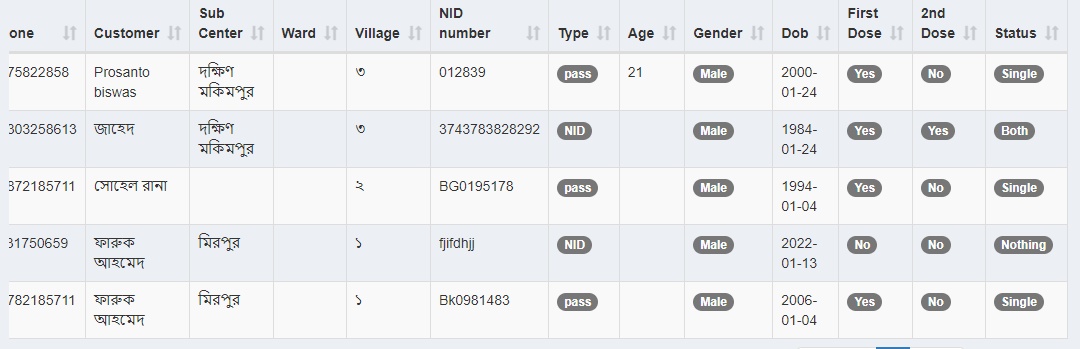 one Customer Sub Center Ward Village NID number Type Age Gender Dob First Dose 2nd Dose Status
75822858 Prosanto biswas দক্ষিণ মকিমপুর ৩ 012839 pass 21 Male 2000-01-24 Yes No Single
303258613 জাহেদ দক্ষিণ মকিমপুর ৩ 3743783828292 NID Male 1984-01-24 Yes Yes Both
872185711 সোহেল রানা ২ BG0195178 pass Male 1994-01-04 Yes No Single
31750659 ফারুক আহমেদ মিরপুর ১ fjifdhjj NID Male 2022-01-13 No No Nothing
782185711 ফারুক আহমেদ মিরপুর ১ Bk0981483 pass Male 2006-01-04 Yes No Single